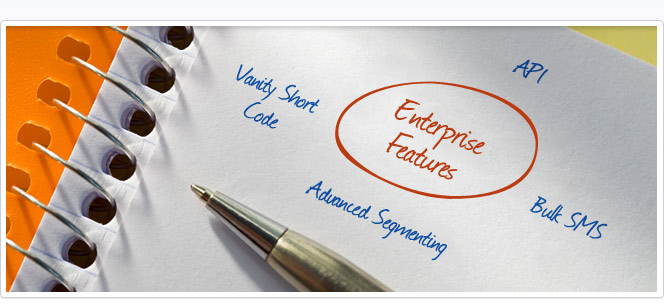 API
Vanity Short
Code
Enterprise
Features
Advanced Segmenting
Bulk SMS